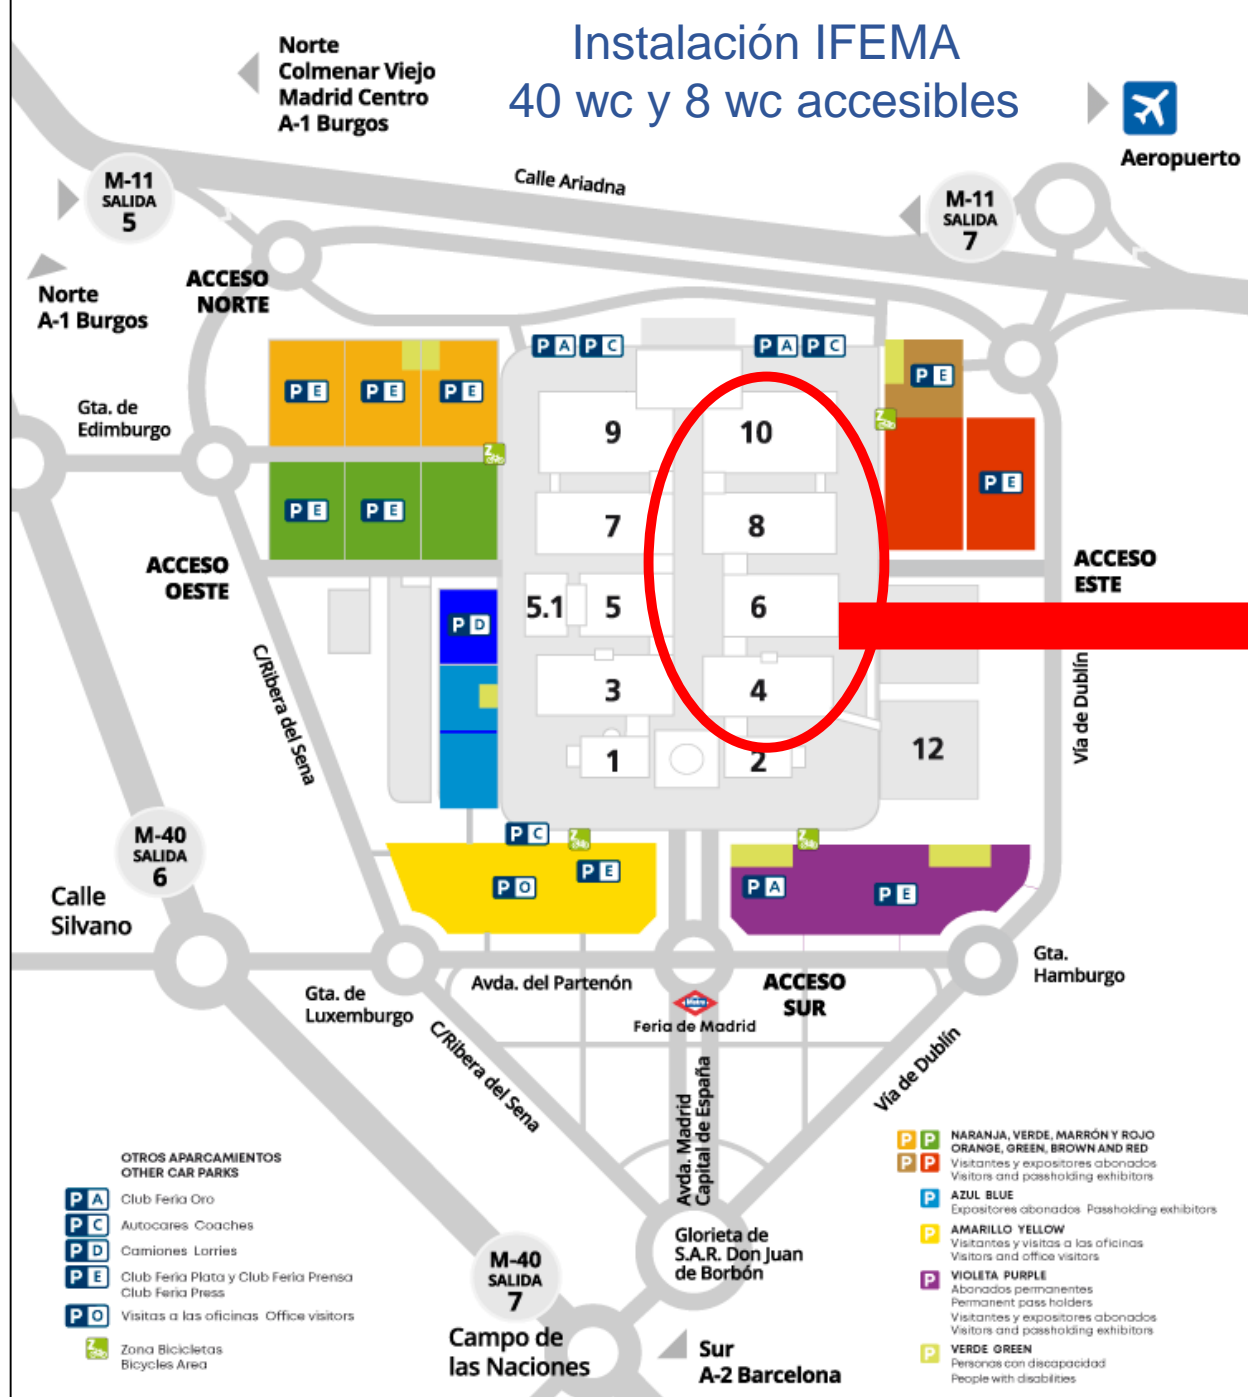 Instalación IFEMA
40 wc y 8 wc accesibles
Norte
Colmenar Viejo
Madrid Centro
A-1 Burgos
Aeropuerto
Calle Ariadna
M-11
SALIDA
5
M-11
SALIDA
7
Norte
A-1 Burgos
ACCESO
NORTE
P A P C
P A P C
P E
P E
P E
P E
Z
Z
Gta. de
Edimburgo
9
10
P E
P E
P E
7
8
ACCESO
OESTE
ACCESO
ESTE
P D
5.1
5
6
3
4
C/Ribera del Sena
Vía de Dublín
1
2
12
M-40
SALIDA
6
P C
Z
Z
P O
P E
P A
P E
Calle
Silvano
Gta.
Hamburgo
Gta. de
Luxemburgo
Avda. del Partenón
ACCESO
SUR
Metro
Feria de Madrid
C/Ribera del Sena
Vía de Dublín
Avda. Madrid
Capital de España
Glorieta de
S.A.R. Don Juan
de Borbón
M-40
SALIDA
7
Campo de
las Naciones
Sur
A-2 Barcelona
OTROS APARCAMIENTOS
OTHER CAR PARKS
P A Club Feria Oro
P C Autocares Coaches
P D Camiones Lorries
P E Club Feria Plata y Club Feria Prensa
Club Feria Press
P O Visitas a las oficinas Office visitors
Z Zona Bicicletas
Bicycles Area
P P NARANJA, VERDE, MARRÓN Y ROJO
ORANGE, GREEN, BROWN AND RED
P P Visitantes y expositores abonados
Visitors and passholding exhibitors
P AZUL BLUE
Expositores abonados Passholding exhibitors
P AMARILLO YELLOW
Visitantes y visitas a las oficinas
Visitors and office visitors
P VIOLETA PURPLE
Abonados permanentes
Permanent pass holders
Visitantes y expositores abonados
Visitors and passholding exhibitors
P VERDE GREEN
Personas con discapacidad
People with disabilities